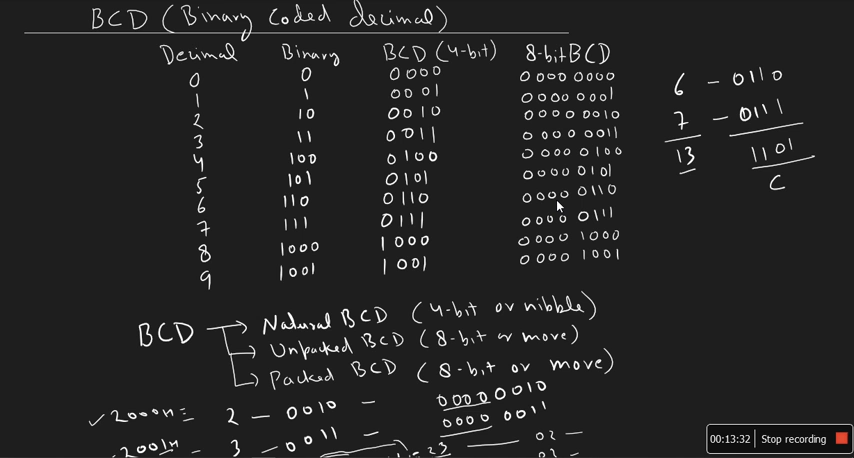 BCD (Binary Coded decimal)
Decimal Binary BCD (4-bit) 8-bit BCD
0 0 0000 0000 0000
1 1 0001 0000 0001
2 10 0010 0000 0010
3 11 0011 0000 0011
4 100 0100 0000 0100
5 101 0101 0000 0101
6 110 0110 0000 0110
7 111 0111 0000 0111
8 1000 1000 0000 1000
9 1001 1001 0000 1001
6 - 0110
7 - 0111
13 1101
C
BCD → Natural BCD (4-bit or nibble)
→ Unpacked BCD (8-bit or move)
→ Packed BCD (8-bit or move)
✓2000H = 2 - 0010 - 00000010
2001H = 3 - 0011 - 0000 0011
= 23 02 -
03 -
00:13:32 Stop recording